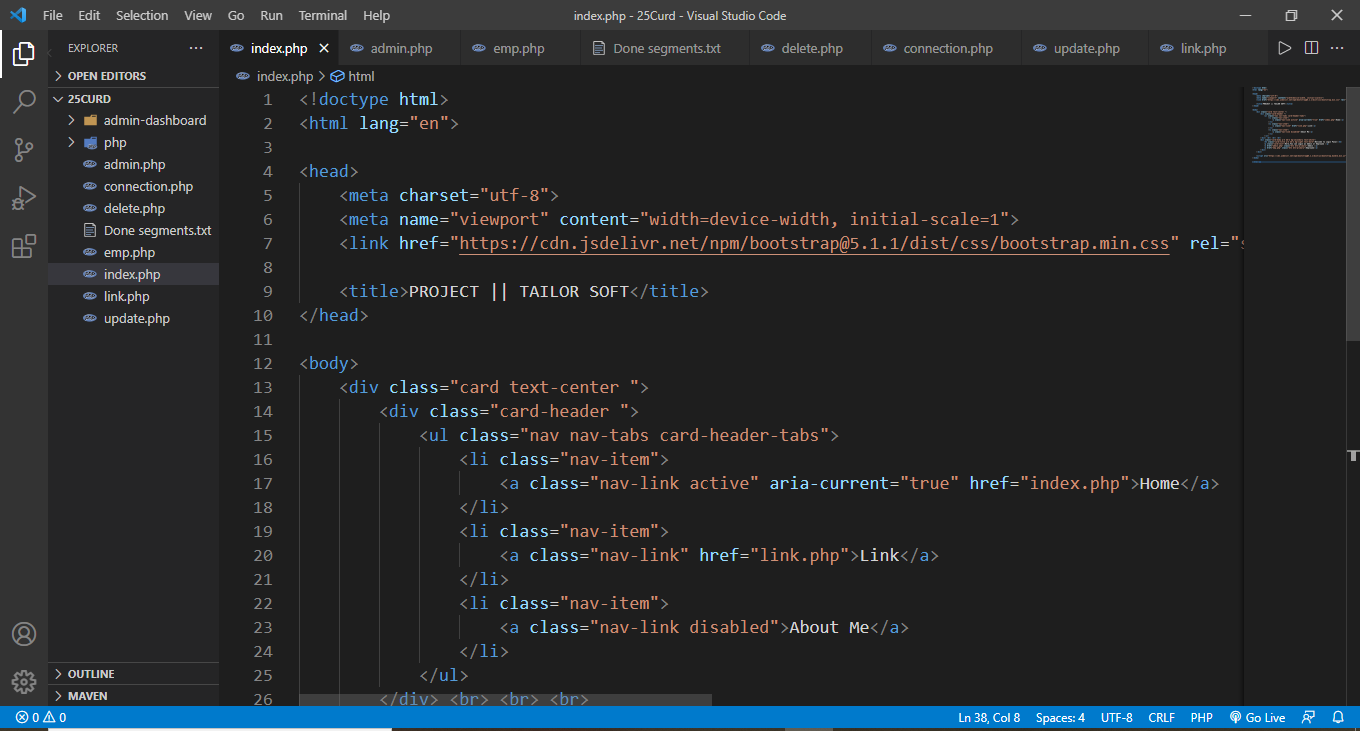 File Edit Selection View Go Run Terminal Help index.php - 25Curd - Visual Studio Code
EXPLORER
index.php admin.php emp.php Done segments.txt delete.php connection.php update.php link.php
OPEN EDITORS
25CURD
admin-dashboard
php
admin.php
connection.php
delete.php
Done segments.txt
emp.php
index.php
link.php
update.php
OUTLINE
MAVEN
index.php > html
1 <!doctype html>
2 <html lang="en">
3
4 <head>
5 <meta charset="utf-8">
6 <meta name="viewport" content="width=device-width, initial-scale=1">
7 <link href="https://cdn.jsdelivr.net/npm/bootstrap@5.1.1/dist/css/bootstrap.min.css" rel="s
8
9 <title>PROJECT || TAILOR SOFT</title>
10 </head>
11
12 <body>
13 <div class="card text-center ">
14 <div class="card-header ">
15 <ul class="nav nav-tabs card-header-tabs">
16 <li class="nav-item">
17 <a class="nav-link active" aria-current="true" href="index.php">Home</a>
18 </li>
19 <li class="nav-item">
20 <a class="nav-link" href="link.php">Link</a>
21 </li>
22 <li class="nav-item">
23 <a class="nav-link disabled">About Me</a>
24 </li>
25 </ul>
26 </div> <br> <br> <br>
0 0 Ln 38, Col 8 Spaces: 4 UTF-8 CRLF PHP Go Live